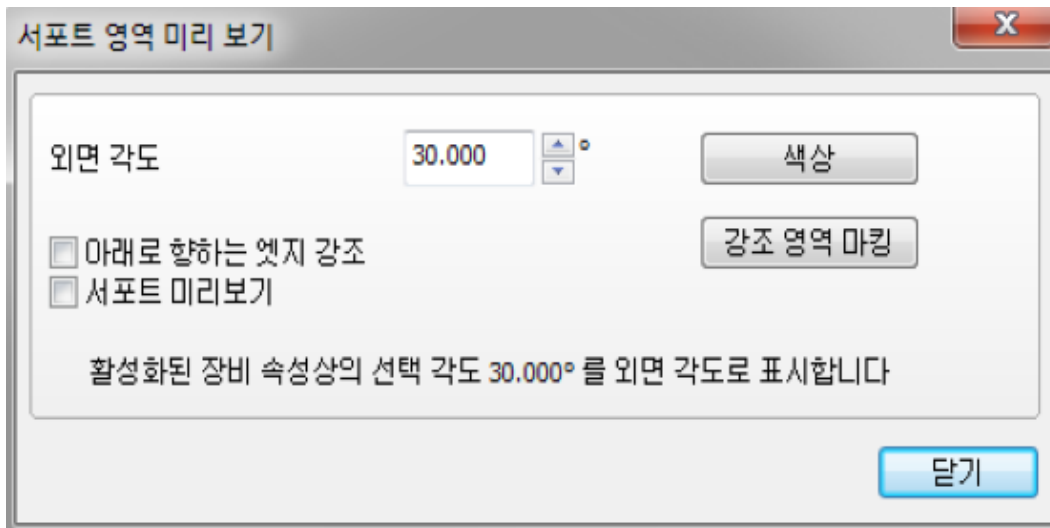 서포트 영역 미리 보기
외면 각도 30.000 ° 색상
아래로 향하는 엣지 강조 강조 영역 마킹
서포트 미리보기
활성화된 장비 속성상의 선택 각도 30.000° 를 외면 각도로 표시합니다
닫기